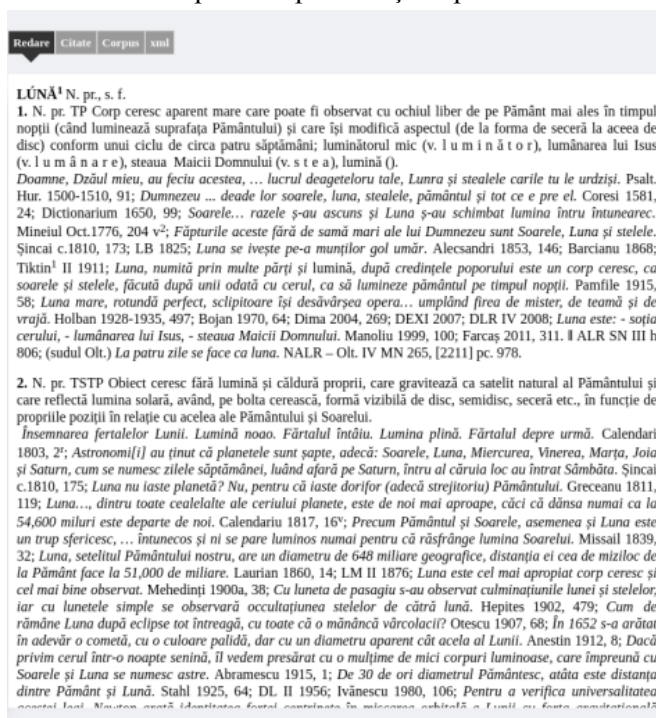 Redare Citate Corpus xml
LÚNĂ¹ N. pr., s. f.
1. N. pr. TP Corp ceresc aparent mare care poate fi observat cu ochiul liber de pe Pământ mai ales în timpul
nopții (când luminează suprafața Pământului) și care își modifică aspectul (de la forma de seceră la aceea de
disc) conform unui ciclu de circa patru săptămâni; luminătorul mic (v. l u m i n ă t o r), lumânarea lui Isus
(v. l u m â n a r e), steaua Maicii Domnului (v. s t e a), lumină ().
Doamne, Dzăul mieu, au feciu acestea, … lucrul deageteloru tale, Lunra și stealele carile tu le urdziși. Psalt.
Hur. 1500-1510, 91; Dumnezeu ... deade lor soarele, luna, stealele, pământul și tot ce e pre el. Coresi 1581,
24; Dictionarium 1650, 99; Soarele… razele ș-au ascuns și Luna ș-au schimbat lumina întru întunearec.
Mineiul Oct.1776, 204 v²; Făpturile aceste fără de samă mari ale lui Dumnezeu sunt Soarele, Luna și stelele.
Șincai c.1810, 173; LB 1825; Luna se ivește pe-a munților gol umăr. Alecsandri 1853, 146; Barcianu 1868;
Tiktin¹ II 1911; Luna, numită prin multe părți și lumină, după credințele poporului este un corp ceresc, ca
soarele și stelele, făcută după unii odată cu cerul, ca să lumineze pământul pe timpul nopții. Pamfile 1915,
58; Luna mare, rotundă perfect, sclipitoare își desăvârșea opera… umplând firea de mister, de teamă și de
vrajă. Holban 1928-1935, 497; Bojan 1970, 64; Dima 2004, 269; DEXI 2007; DLR IV 2008; Luna este: - soția
cerului, - lumânarea lui Isus, - steaua Maicii Domnului. Manoliu 1999, 100; Farcaș 2011, 311. ‖ ALR SN III h
806; (sudul Olt.) La patru zile se face ca luna. NALR – Olt. IV MN 265, [2211] pc. 978.
2. N. pr. TSTP Obiect ceresc fără lumină și căldură proprii, care gravitează ca satelit natural al Pământului și
care reflectă lumina solară, având, pe bolta cerească, formă vizibilă de disc, semidisc, seceră etc., în funcție de
propriile poziții în relație cu acelea ale Pământului și Soarelui.
Însemnarea fertalelor Lunii. Lumină noao. Fărtalul întâiu. Lumina plină. Fărtalul depre urmă. Calendari
1803, 2ʳ; Astronomi[i] au ținut că planetele sunt șapte, adecă: Soarele, Luna, Miercurea, Vinerea, Marța, Joia
și Saturn, cum se numesc zilele săptămânei, luând afară pe Saturn, întru al căruia loc au întrat Sâmbăta. Șincai
c.1810, 175; Luna nu iaste planetă? Nu, pentru că iaste dorifor (adecă strejitoriu) Pământului. Greceanu 1811,
119; Luna…, dintru toate cealelalte ale ceriului planete, este de noi mai aproape, căci că dânsa numai ca la
54,600 miluri este departe de noi. Calendariu 1817, 16ᵛ; Precum Pământul și Soarele, asemenea și Luna este
un trup sfericesc, … întunecos și ni se pare luminos numai pentru că răsfrânge lumina Soarelui. Missail 1839,
32; Luna, setelitul Pământului nostru, are un diametru de 648 miliare geografice, distanția ei cea de miziloc de
la Pământ face la 51,000 de miliare. Laurian 1860, 14; LM II 1876; Luna este cel mai apropiat corp ceresc și
cel mai bine observat. Mehedinți 1900a, 38; Cu luneta de pasagiu s-au observat culminațiunile lunei și stelelor,
iar cu lunetele simple se observară occultațiunea stelelor de cătră lună. Hepites 1902, 479; Cum de
rămâne Luna după eclipse tot întreagă, cu toate că o mănâncă vârcolacii? Otescu 1907, 68; În 1652 s-a arătat
în adevăr o cometă, cu o culoare palidă, dar cu un diametru aparent cât acela al Lunii. Anestin 1912, 8; Dacă
privim cerul într-o noapte senină, îl vedem presărat cu o mulțime de mici corpuri luminoase, care împreună cu
Soarele și Luna se numesc astre. Abramescu 1915, 1; De 30 de ori diametrul Pământesc, atâta este distanța
dintre Pământ și Lună. Stahl 1925, 64; DL II 1956; Ivănescu 1980, 106; Pentru a verifica universalitatea
acestei legi, Newton arată identitatea forței centripete în mișcarea orbitală a Lunii cu forța gravitațională